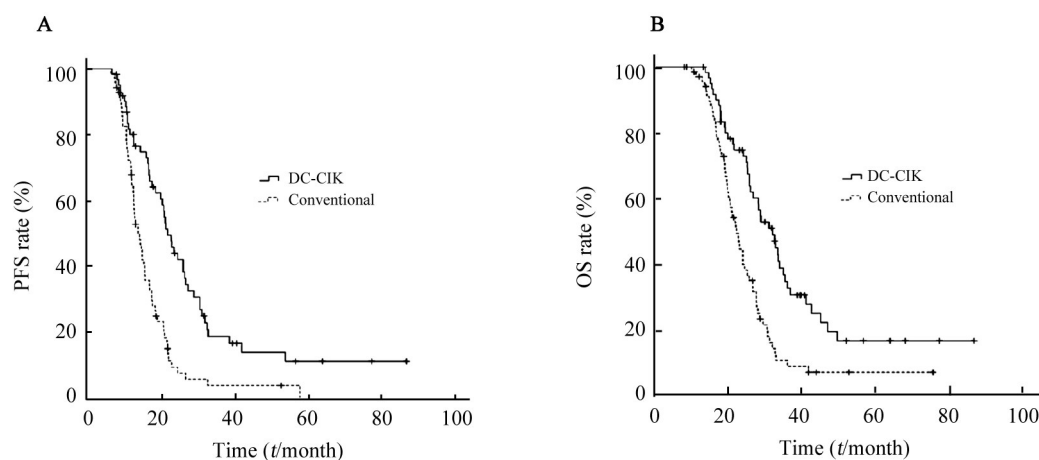 A
PFS rate (%)
100
80
60
40
20
0
DC-CIK
Conventional
0 20 40 60 80 100
Time (t/month)
B
OS rate (%)
100
80
60
40
20
0
DC-CIK
Conventional
0 20 40 60 80 100
Time (t/month)